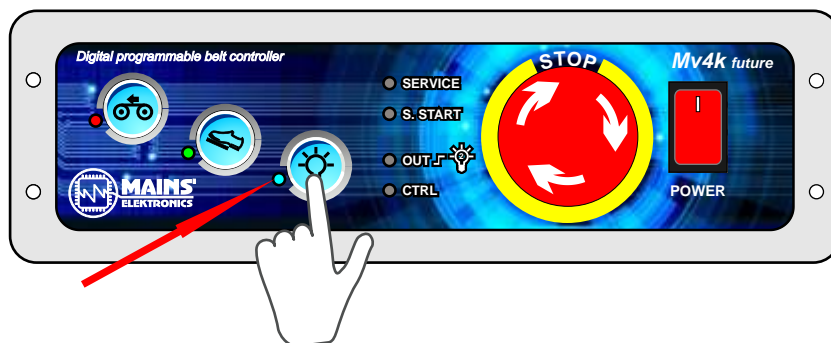 Digital programmable belt controller
STOP
Mv4k future
SERVICE
S. START
OUT
CTRL
MAINS'
ELEKTRONICS
POWER